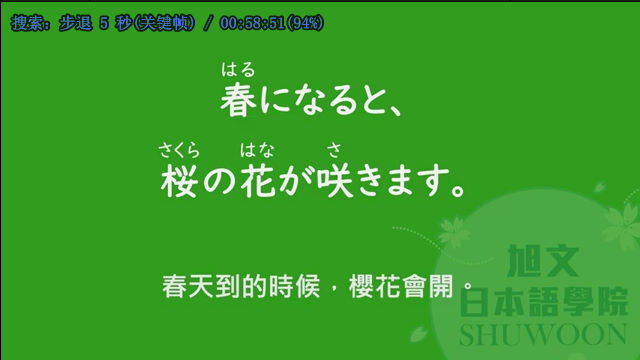 搜索: 步退 5 秒(关键帧) / 00:58:51(94%)
はる
春になると、
さくら はな さ
桜の花が咲きます。
春天到的時候，櫻花會開。
旭文
日本語學院
SHUWOON